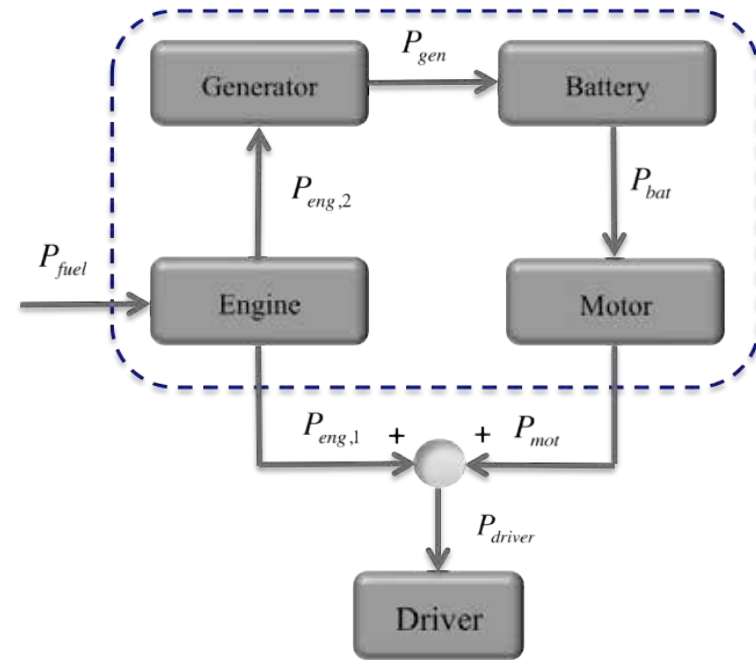 P_gen
Generator
Battery
P_eng,2
P_bat
P_fuel
Engine
Motor
P_eng,1
+
+
P_mot
P_driver
Driver